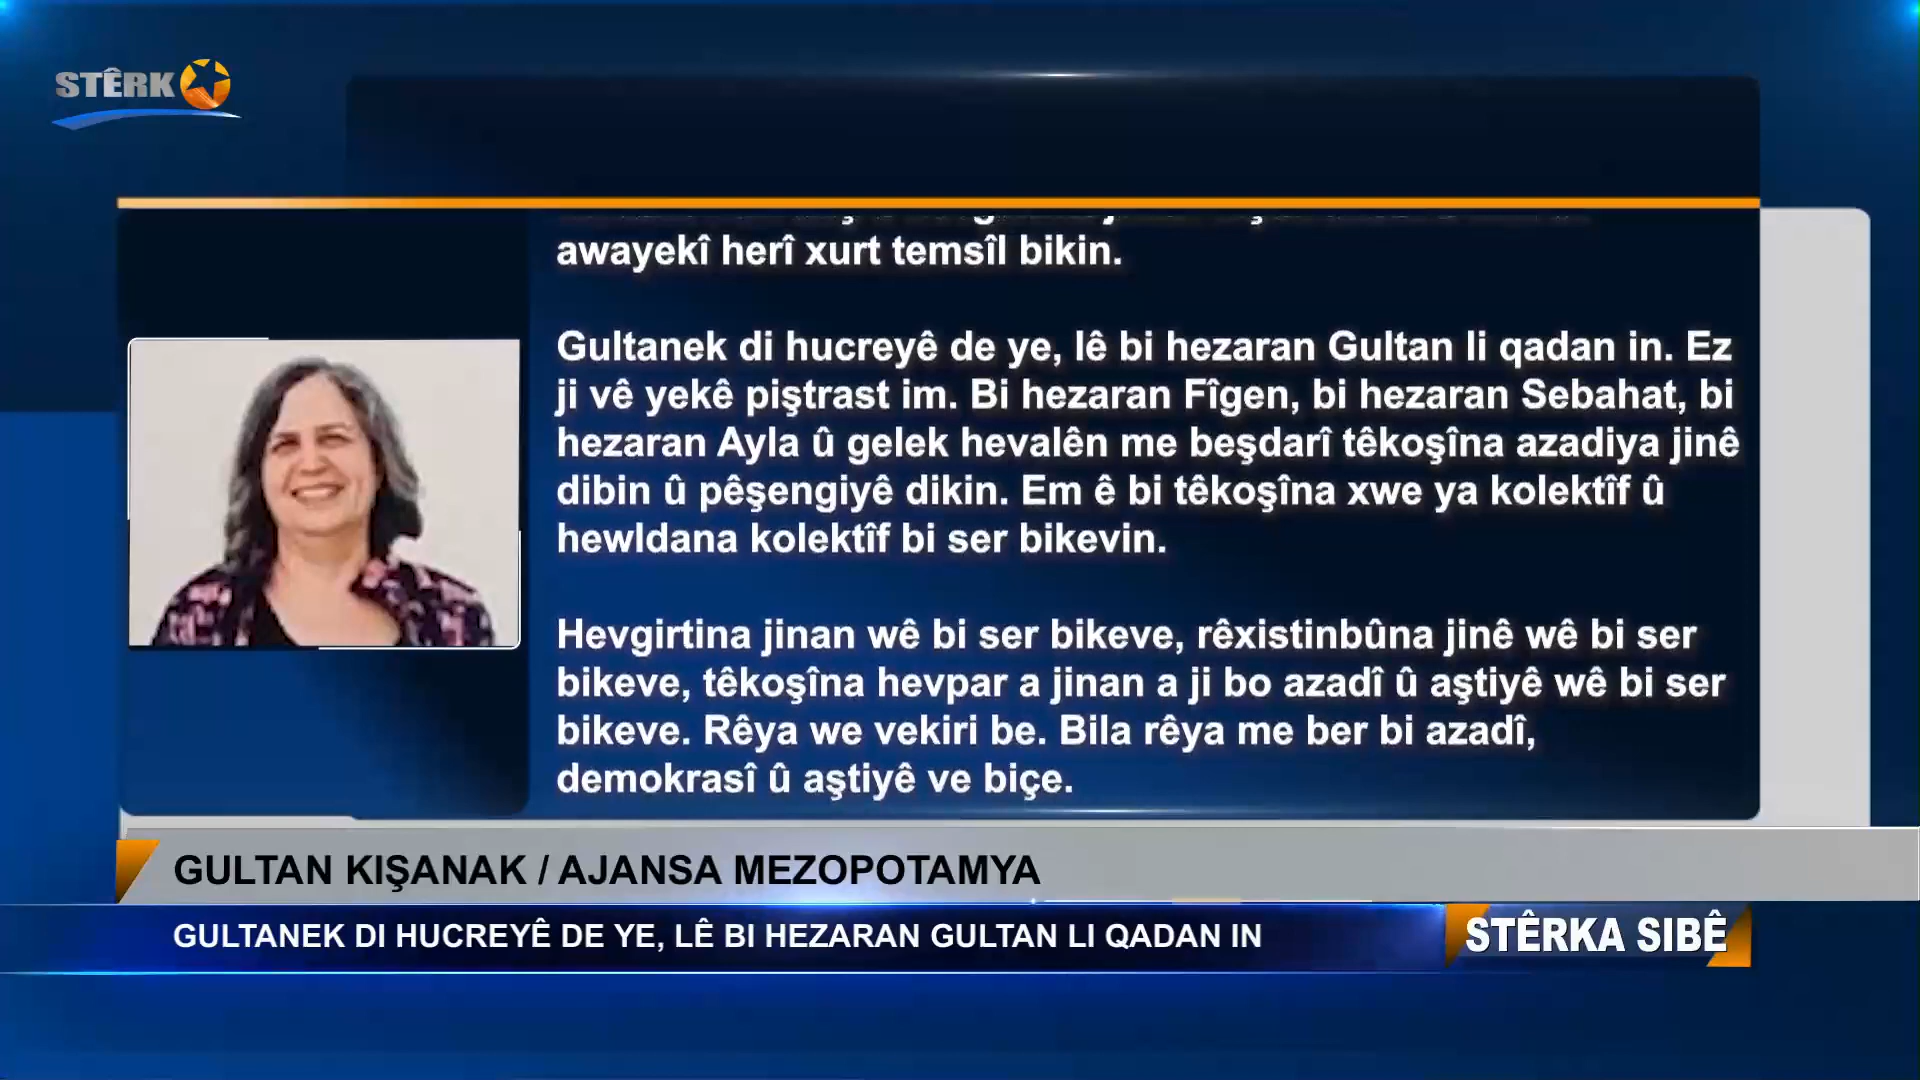 STÊRK
awayekî herî xurt temsîl bikin.
Gultanek di hucreyê de ye, lê bi hezaran Gultan li qadan in. Ez
ji vê yekê piştrast im. Bi hezaran Fîgen, bi hezaran Sebahat, bi
hezaran Ayla û gelek hevalên me beşdarî têkoşîna azadiya jinê
dibin û pêşengiyê dikin. Em ê bi têkoşîna xwe ya kolektîf û
hewldana kolektîf bi ser bikevin.
Hevgirtina jinan wê bi ser bikeve, rêxistinbûna jinê wê bi ser
bikeve, têkoşîna hevpar a jinan a ji bo azadî û aştiyê wê bi ser
bikeve. Rêya we vekiri be. Bila rêya me ber bi azadî,
demokrasî û aştiyê ve biçe.
GULTAN KIŞANAK / AJANSA MEZOPOTAMYA
GULTANEK DI HUCREYÊ DE YE, LÊ BI HEZARAN GULTAN LI QADAN IN
STÊRKA SIBÊ